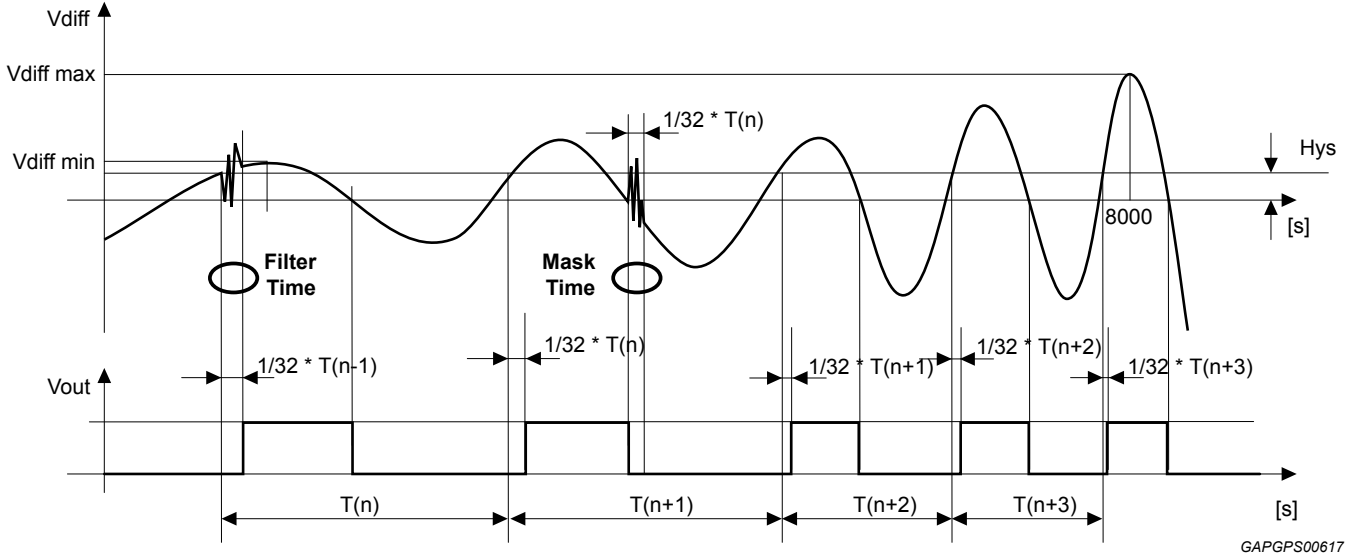 Vdiff
Vdiff max
1/32 * T(n)
Vdiff min
Hys
8000
[s]
Filter
Time
Mask
Time
1/32 * T(n-1)
1/32 * T(n)
1/32 * T(n+1)
1/32 * T(n+2)
1/32 * T(n+3)
Vout
T(n)
T(n+1)
T(n+2)
T(n+3)
[s]
GAPGPS00617